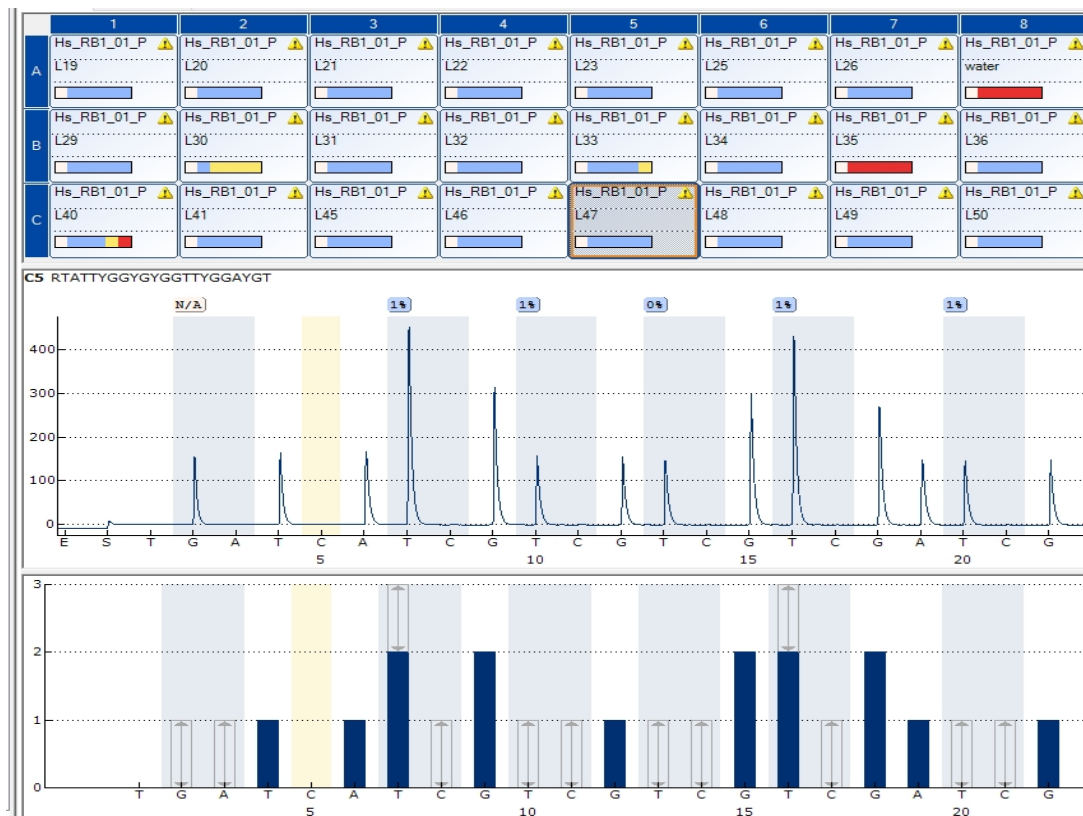 1 2 3 4 5 6 7 8
A
Hs_RB1_01_P Hs_RB1_01_P Hs_RB1_01_P Hs_RB1_01_P Hs_RB1_01_P Hs_RB1_01_P Hs_RB1_01_P Hs_RB1_01_P
L19 L20 L21 L22 L23 L25 L26 water
B
Hs_RB1_01_P Hs_RB1_01_P Hs_RB1_01_P Hs_RB1_01_P Hs_RB1_01_P Hs_RB1_01_P Hs_RB1_01_P Hs_RB1_01_P
L29 L30 L31 L32 L33 L34 L35 L36
C
Hs_RB1_01_P Hs_RB1_01_P Hs_RB1_01_P Hs_RB1_01_P Hs_RB1_01_P Hs_RB1_01_P Hs_RB1_01_P Hs_RB1_01_P
L40 L41 L45 L46 L47 L48 L49 L50
C5 RTATTYGGYGYGGTTYGGAYGT
N/A 1% 1% 0% 1% 1%
400
300
200
100
0
E S T G A T C A T C G T C G T C G T C G A T C G
5 10 15 20
3
2
1
0
T G A T C A T C G T C G T C G T C G A T C G
5 10 15 20